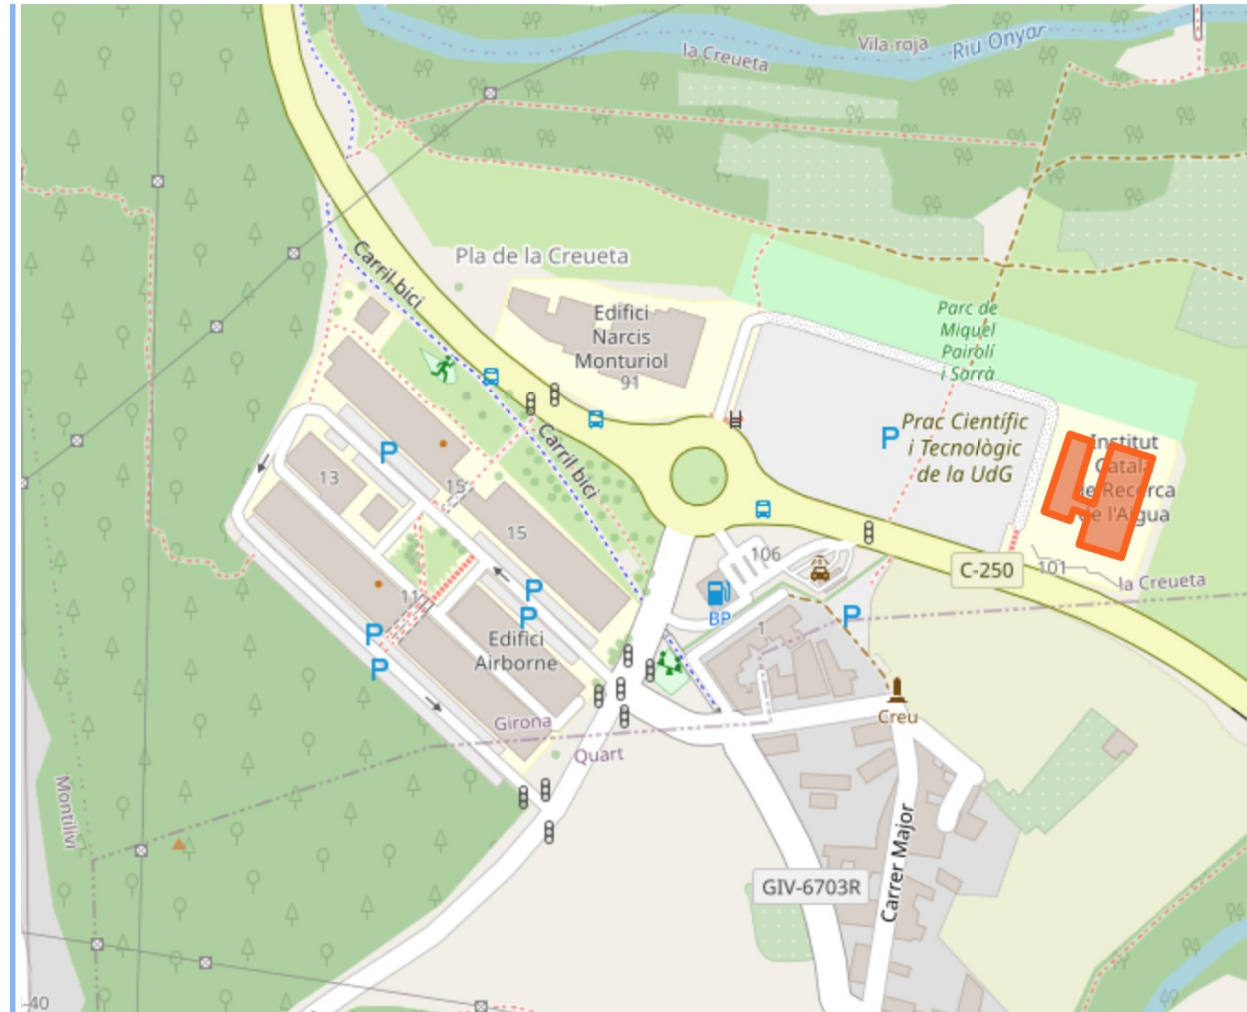 la Creueta
Vila-roja
Riu Onyar
Carril-bici
Pla de la Creueta
Edifici
Narcis
Monturiol
91
Parc de
Miquel
Pairolí
i Sarrà
Prac Científic
i Tecnològic
de la UdG
P
Institut
Català
de Recerca
de l'Aigua
Carril-bici
P
13
15
15
106
C-250
101
la Creueta
11
P
P
P
P
BP
P
1
Edifici
Airborne
Creu
Girona
Quart
Montilivi
Carrer Major
GIV-6703R
-40